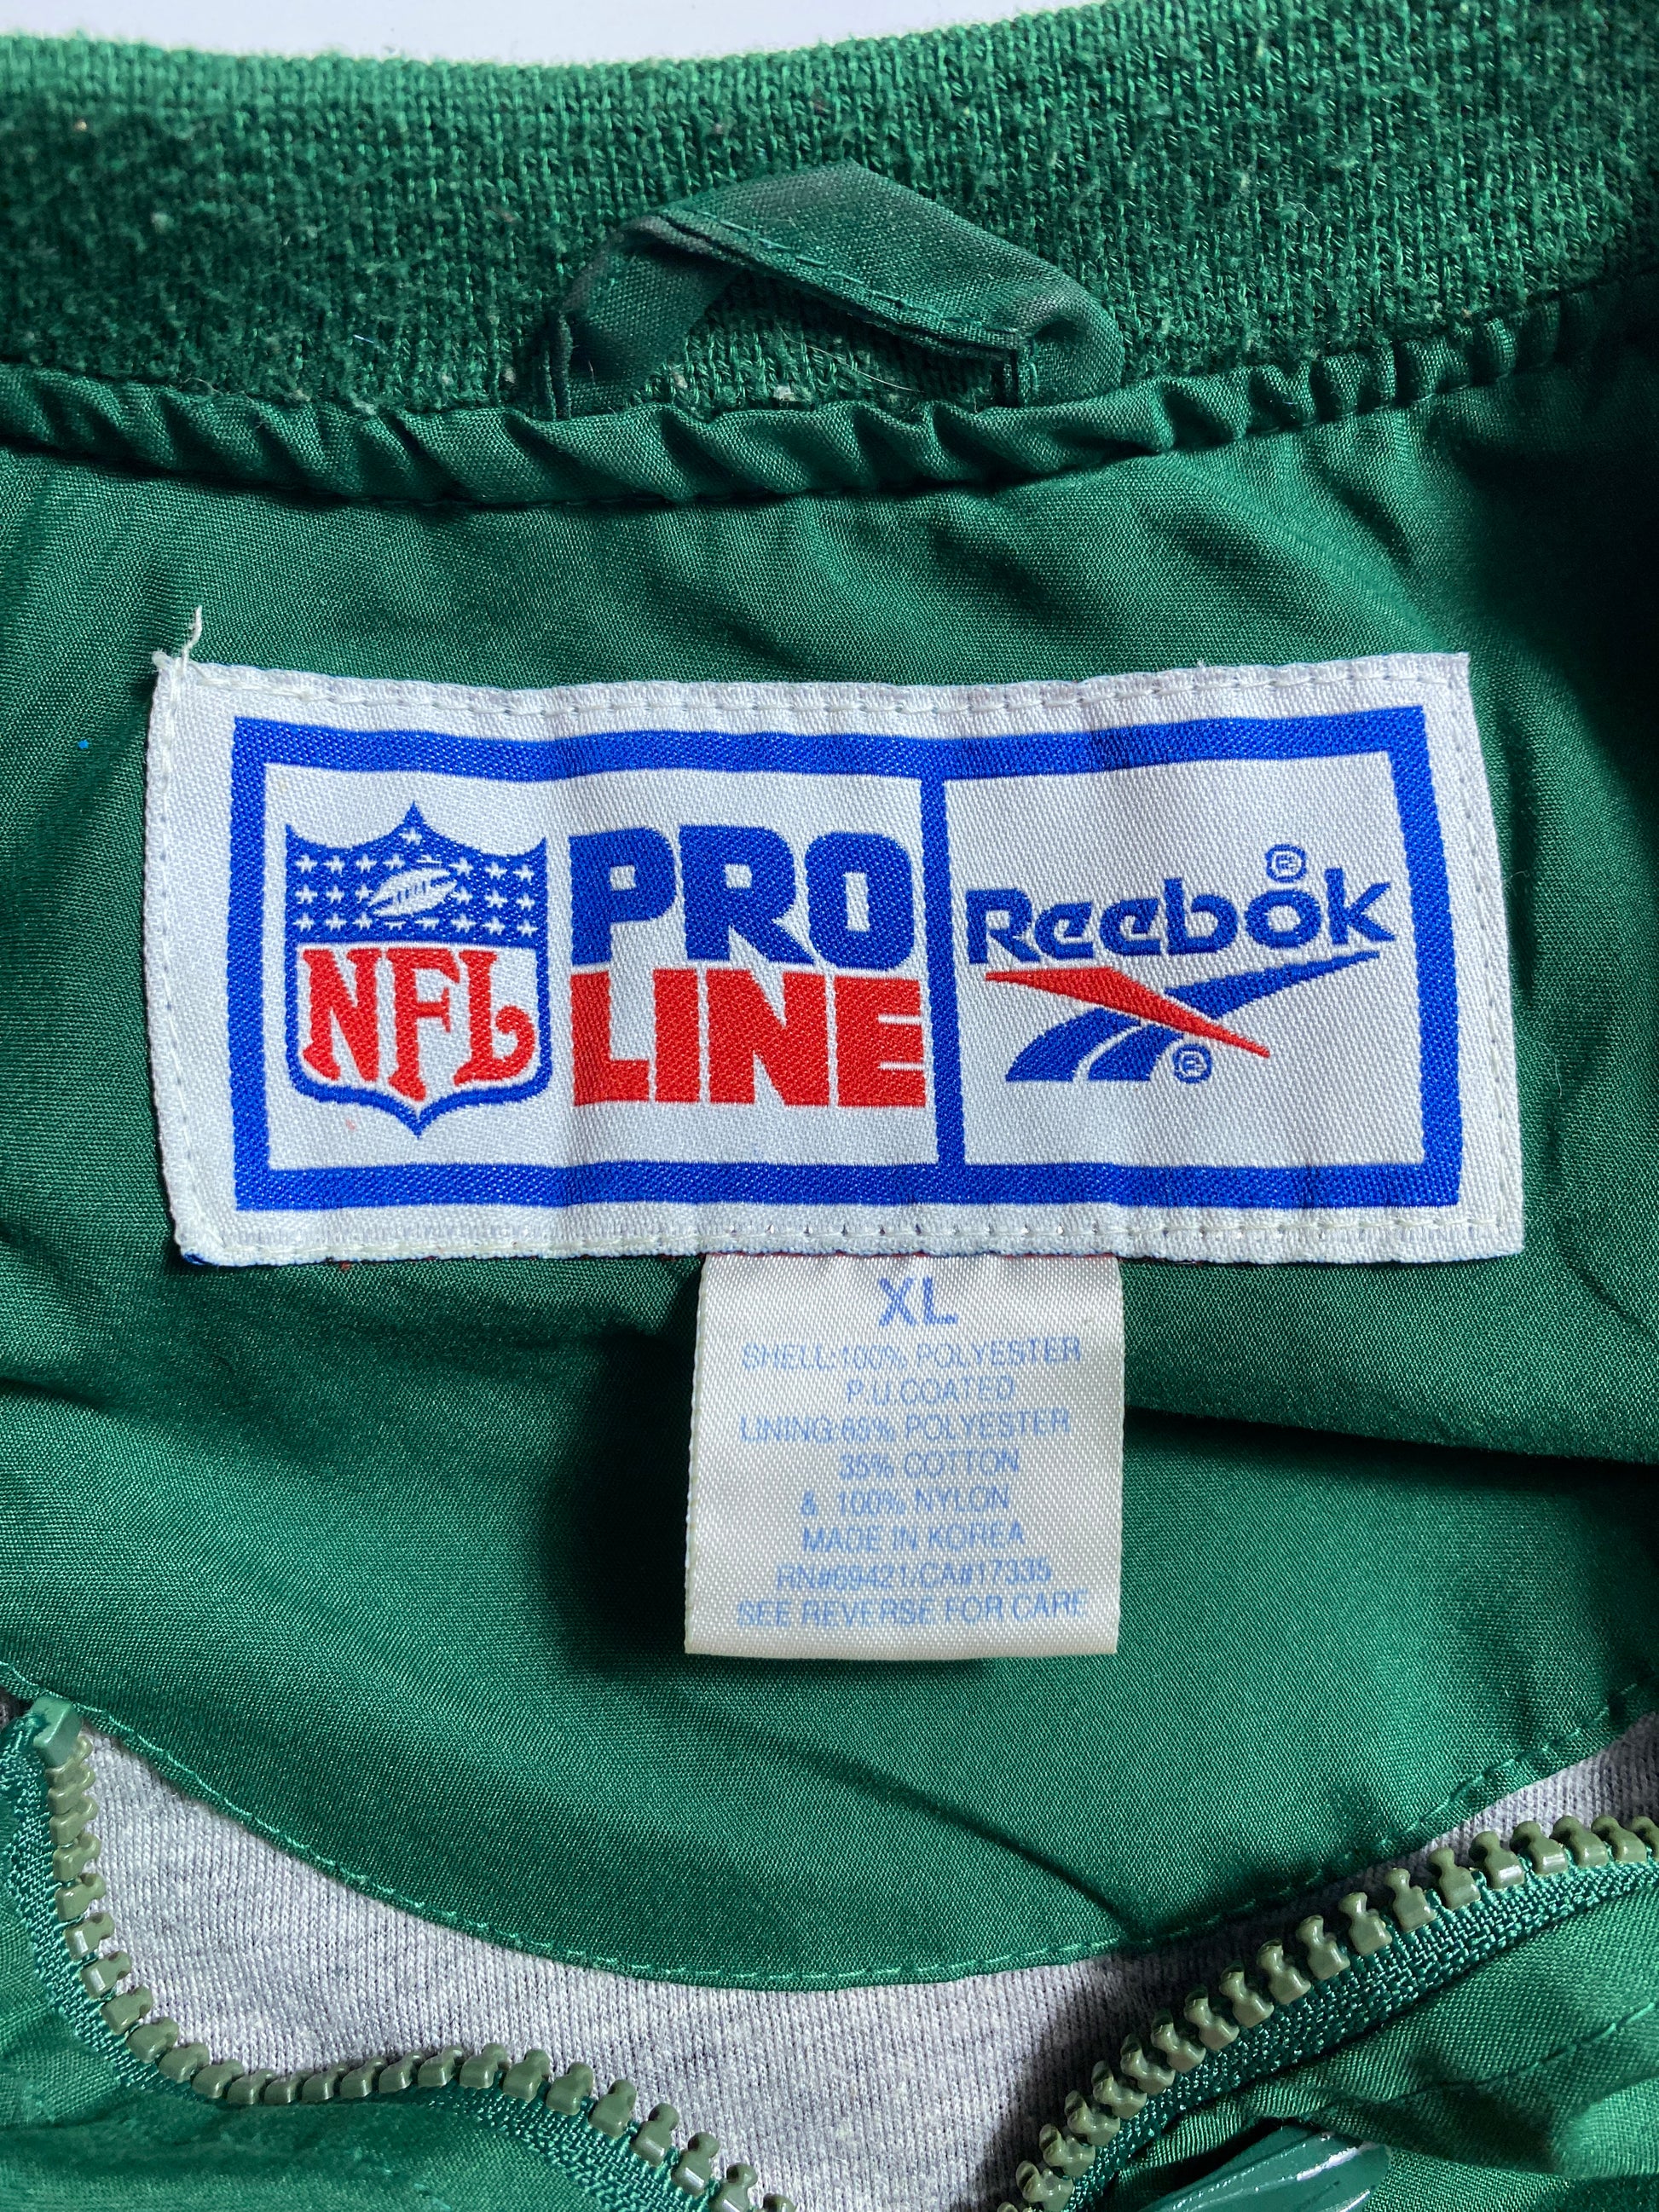 NFL
PRO
LINE
Reebok®
®
XL
SHELL:100% POLYESTER
P.U.COATED
LINING:65% POLYESTER
35% COTTON
& 100% NYLON
MADE IN KOREA
RN#69421/CA#17335
SEE REVERSE FOR CARE